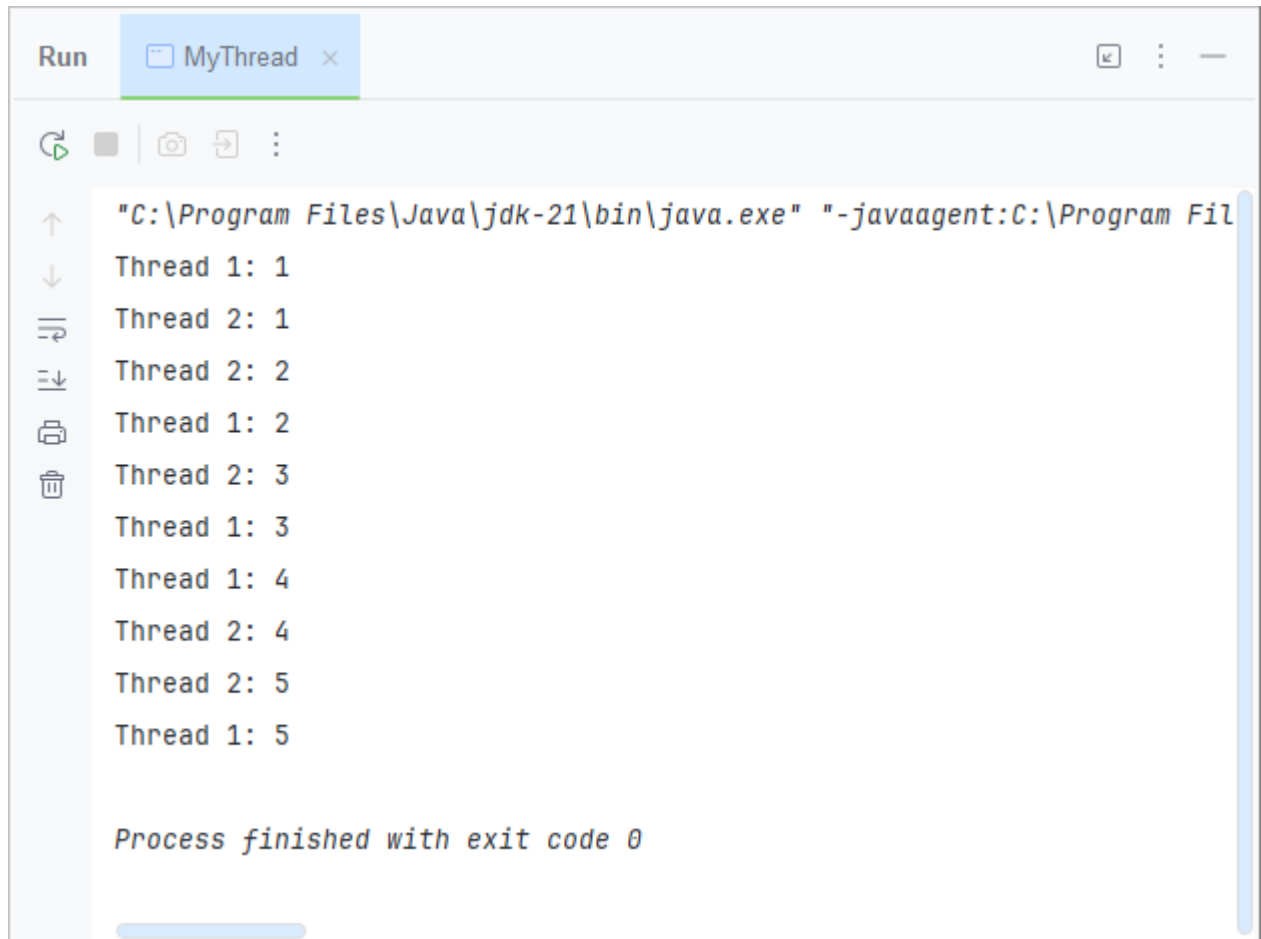 Run MyThread
"C:\Program Files\Java\jdk-21\bin\java.exe" "-javaagent:C:\Program Fil
Thread 1: 1
Thread 2: 1
Thread 2: 2
Thread 1: 2
Thread 2: 3
Thread 1: 3
Thread 1: 4
Thread 2: 4
Thread 2: 5
Thread 1: 5
Process finished with exit code 0